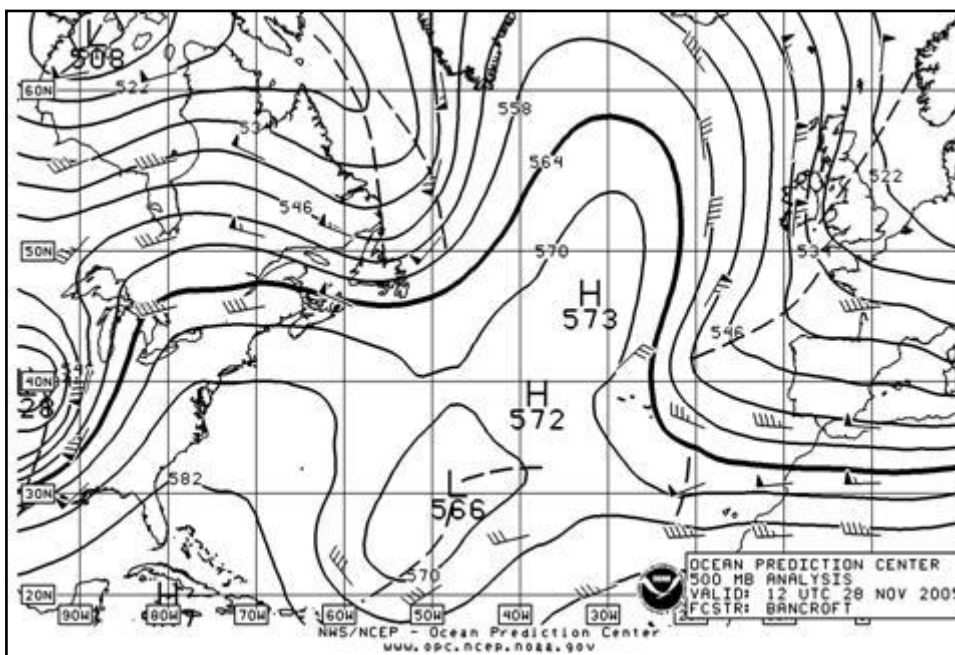 L
508
60N
522
558
53
564
522
546
50N
570
534
H
573
546
54
40N
28
H
572
582
L
30N
566
570
20N
H
90W
80W
70W
60W
50W
40W
30W
OCEAN PREDICTION CENTER
500 MB ANALYSIS
VALID: 12 UTC 28 NOV 2005
FCSTR: BANCROFT
NWS/NCEP - Ocean Prediction Center
www.opc.ncep.noaa.gov